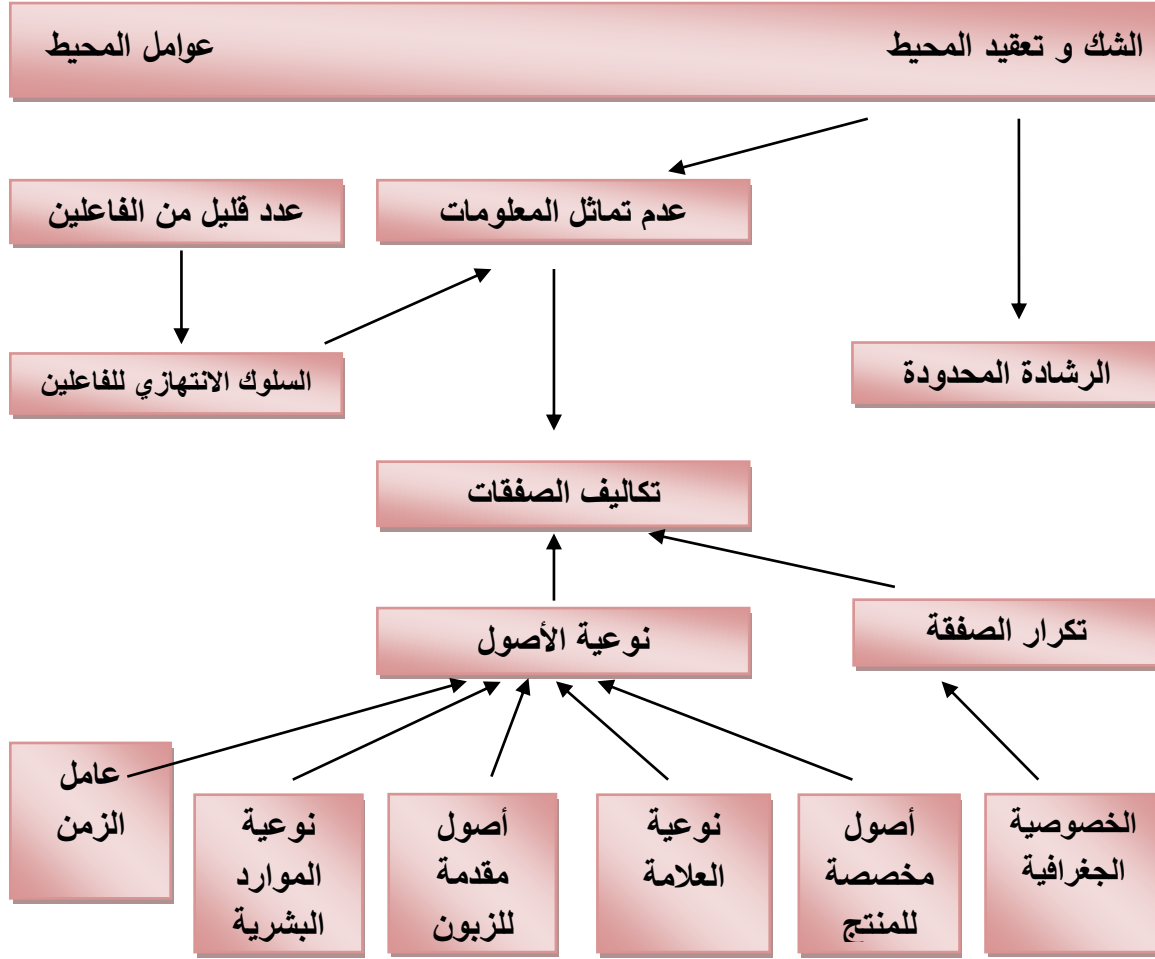 الشك و تعقيد المحيط
عوامل المحيط
عدم تماثل المعلومات
عدد قليل من الفاعلين
الرشادة المحدودة
السلوك الانتهازي للفاعلين
تكاليف الصفقات
تكرار الصفقة
نوعية الأصول
الخصوصية
الجغرافية
أصول
مخصصة
للمنتج
نوعية
العلامة
أصول
مقدمة
للزبون
نوعية
الموارد
البشرية
عامل
الزمن